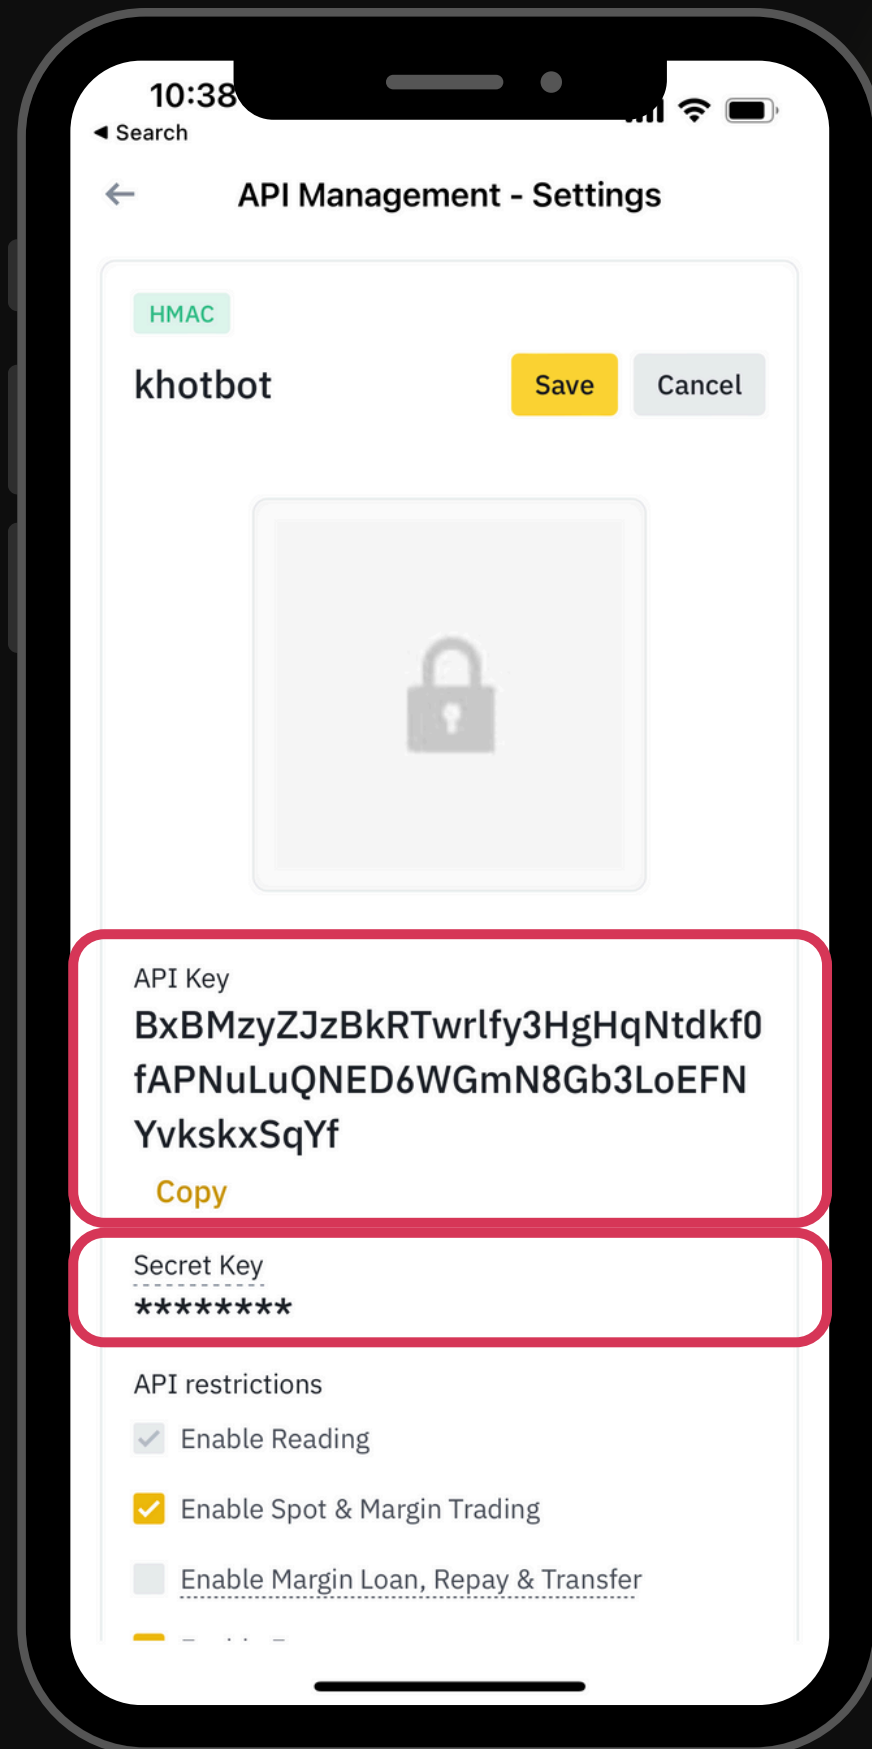 10:38
◀ Search
← API Management - Settings
HMAC
khotbot
Save
Cancel
API Key
BxBMzyZJzBkRTwrlfy3HgHqNtdkf0
fAPNuLuQNED6WGmN8Gb3LoEFN
YvkskxSqYf
Copy
Secret Key
********
API restrictions
Enable Reading
Enable Spot & Margin Trading
Enable Margin Loan, Repay & Transfer